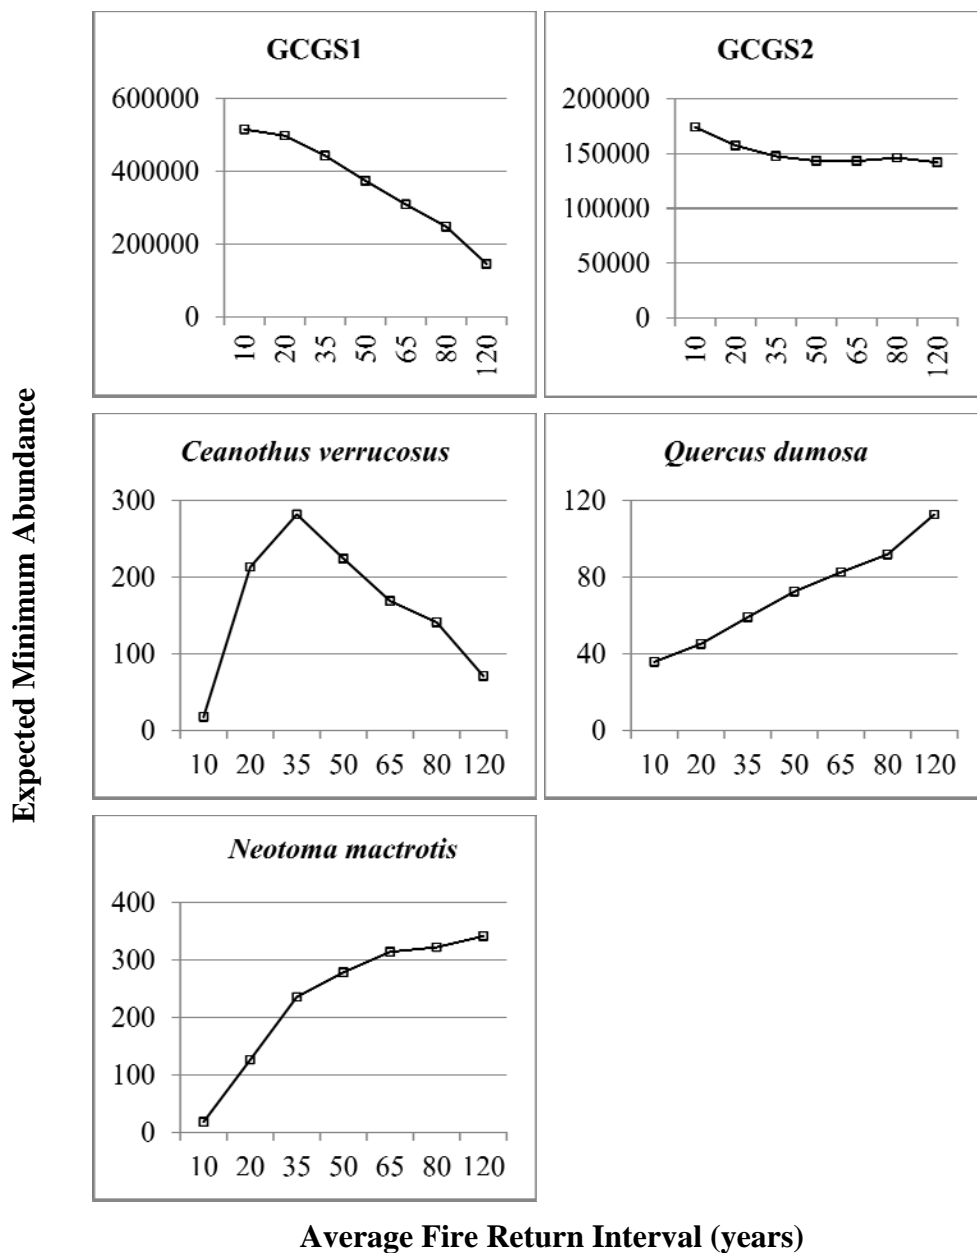 Expected Minimum Abundance
GCGS1
600000
400000
200000
0
10 20 35 50 65 80 120
GCGS2
200000
150000
100000
50000
0
10 20 35 50 65 80 120
Ceanothus verrucosus
300
200
100
0
10 20 35 50 65 80 120
Quercus dumosa
120
80
40
0
10 20 35 50 65 80 120
Neotoma mactrotis
400
300
200
100
0
10 20 35 50 65 80 120
Average Fire Return Interval (years)